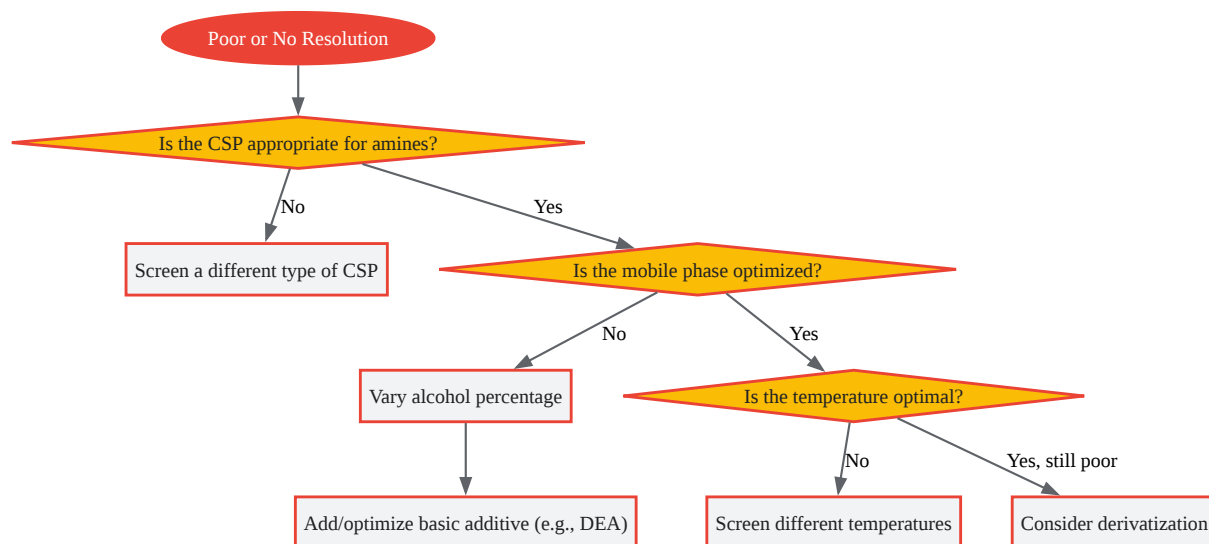 Poor or No Resolution
Is the CSP appropriate for amines?
No
Yes
Screen a different type of CSP
Is the mobile phase optimized?
No
Yes
Vary alcohol percentage
Is the temperature optimal?
No
Yes, still poor
Add/optimize basic additive (e.g., DEA)
Screen different temperatures
Consider derivatization